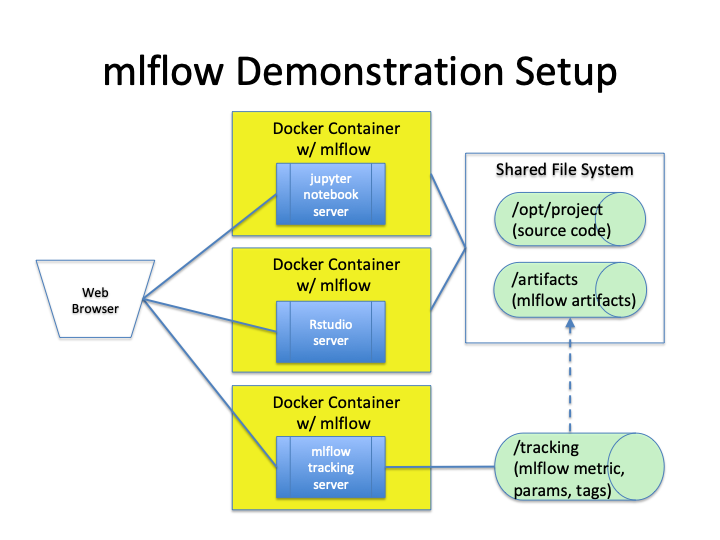 mlflow Demonstration Setup
Docker Container
w/ mlflow
jupyter
notebook
server
Shared File System
/opt/project
(source code)
/artifacts
(mlflow artifacts)
Docker Container
w/ mlflow
Rstudio
server
Web
Browser
Docker Container
w/ mlflow
mlflow
tracking
server
/tracking
(mlflow metric,
params, tags)